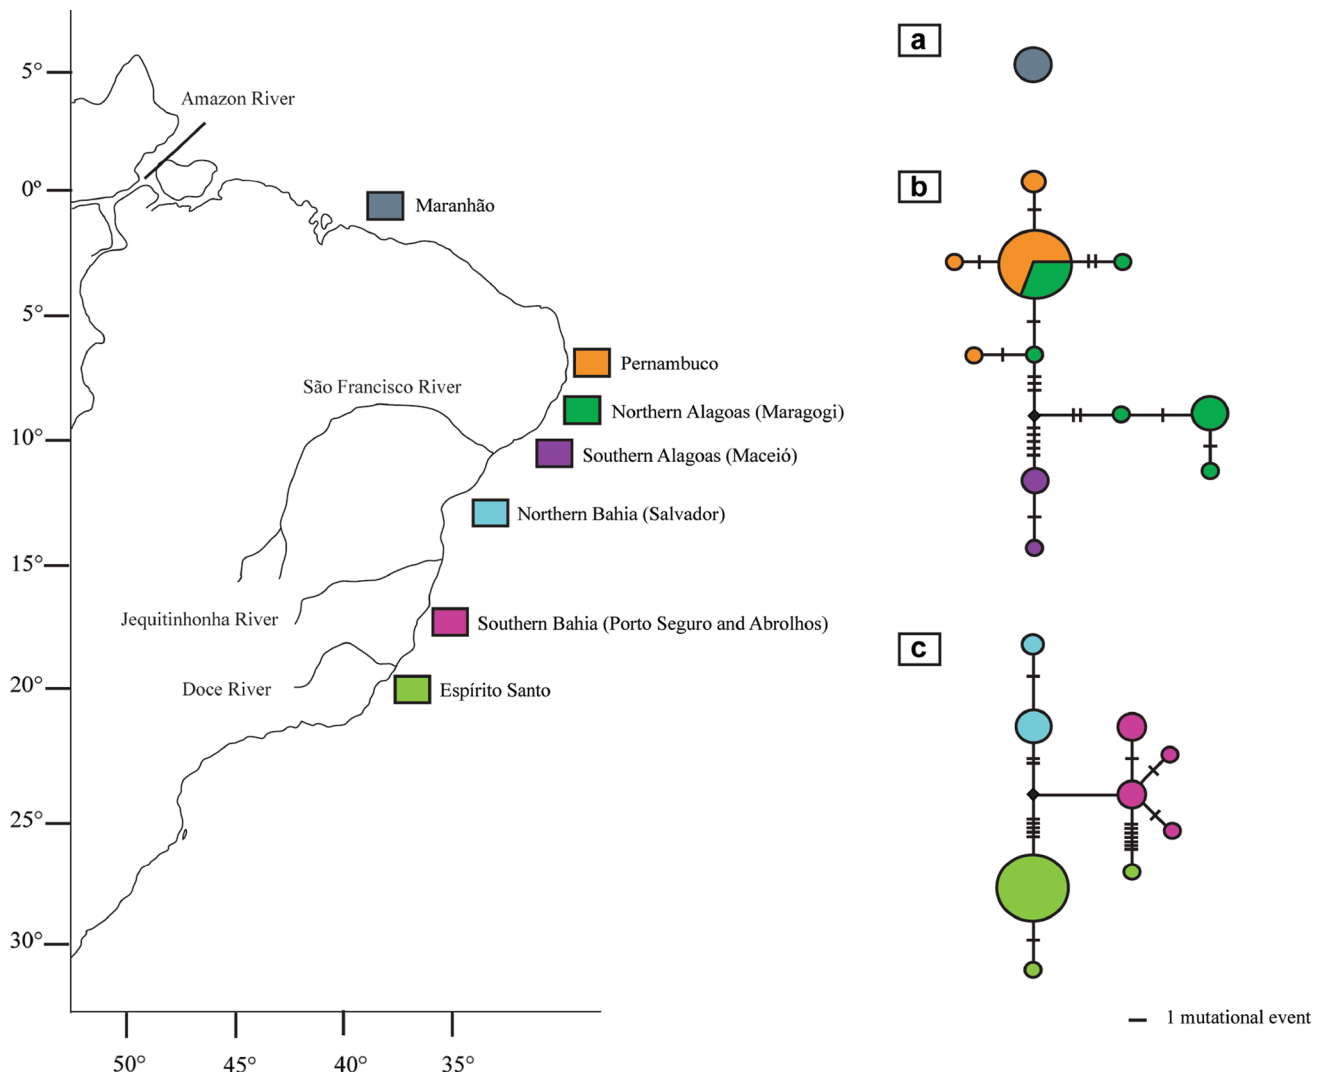 a
5°
Amazon River
0°
Maranhão
b
5°
Pernambuco
São Francisco River
Northern Alagoas (Maragogi)
10°
Southern Alagoas (Maceió)
Northern Bahia (Salvador)
15°
Jequitinhonha River
Southern Bahia (Porto Seguro and Abrolhos)
c
20°
Doce River
Espírito Santo
25°
30°
1 mutational event
50°
45°
40°
35°